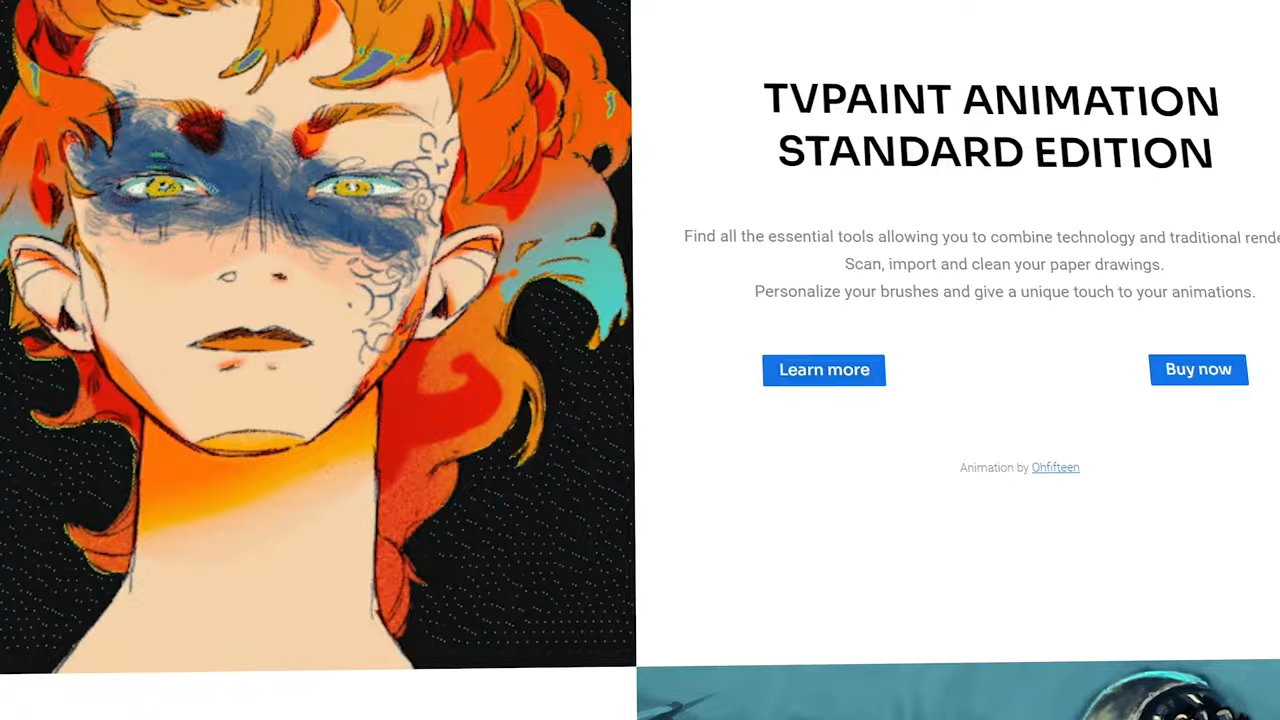 TVPAINT ANIMATION
STANDARD EDITION
Find all the essential tools allowing you to combine technology and traditional
Scan, import and clean your paper drawings.
Personalize your brushes and give a unique touch to your animations.
Learn more
Buy now
Animation by Ohfifteen